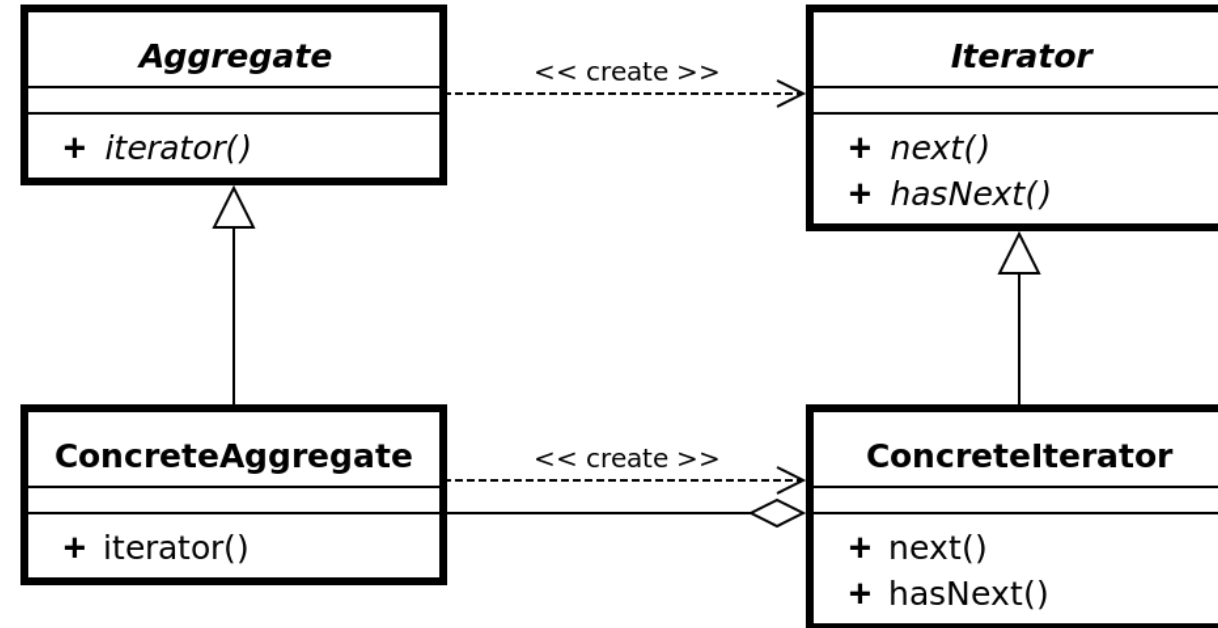 Aggregate
<< create >>
Iterator
+ iterator()
+ next()
+ hasNext()
ConcreteAggregate
<< create >>
ConcreteIterator
+ iterator()
+ next()
+ hasNext()